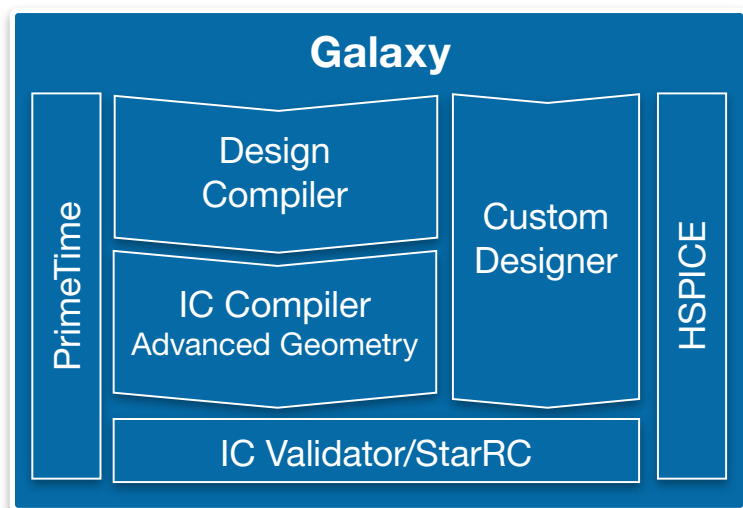 Galaxy
PrimeTime
Design
Compiler
IC Compiler
Advanced Geometry
Custom
Designer
HSPICE
IC Validator/StarRC